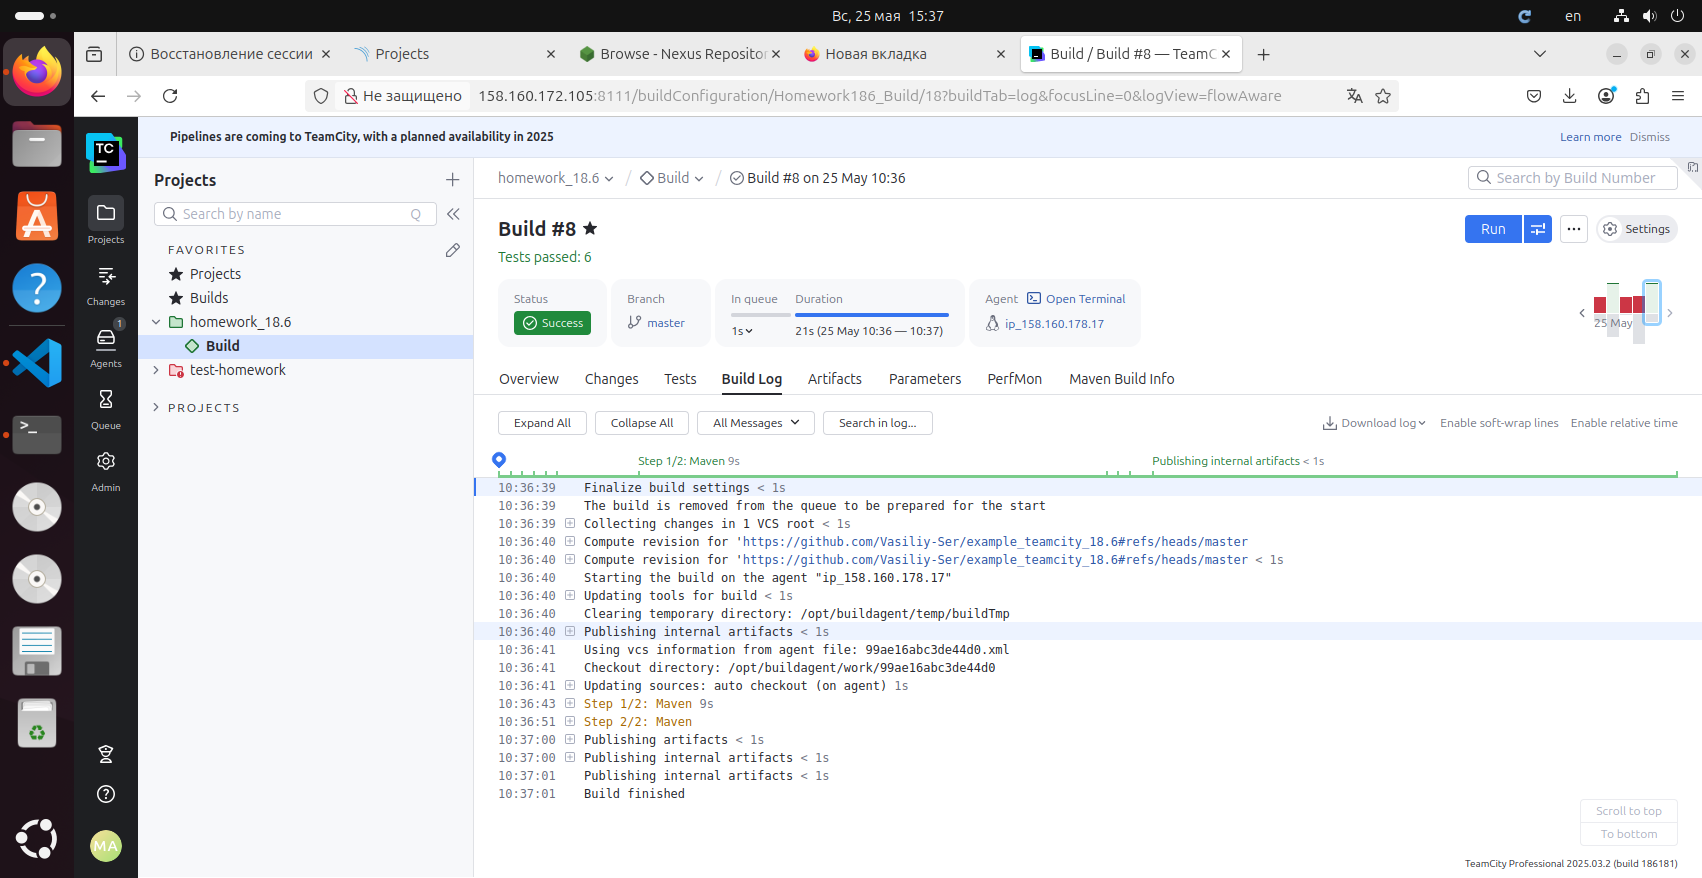 Вс, 25 мая 15:37
en
Восстановление сессии
Projects
Browse - Nexus Repositor
Новая вкладка
Build / Build #8 — TeamC
Не защищено
158.160.172.105:8111/buildConfiguration/Homework186_Build/18?buildTab=log&focusLine=0&logView=flowAware
Pipelines are coming to TeamCity, with a planned availability in 2025
Learn more
Dismiss
TC
Projects
Changes
1
Agents
Queue
Admin
MA
Projects
Search by name
Q
FAVORITES
Projects
Builds
homework_18.6
Build
test-homework
PROJECTS
homework_18.6 / Build / Build #8 on 25 May 10:36
Search by Build Number
Build #8
Run
Settings
Tests passed: 6
Status
Success
Branch
master
In queue
1s
Duration
21s (25 May 10:36 — 10:37)
Agent
Open Terminal
ip_158.160.178.17
25 May
Overview
Changes
Tests
Build Log
Artifacts
Parameters
PerfMon
Maven Build Info
Expand All
Collapse All
All Messages
Search in log...
Download log
Enable soft-wrap lines
Enable relative time
Step 1/2: Maven 9s
Publishing internal artifacts < 1s
10:36:39 Finalize build settings < 1s
10:36:39 The build is removed from the queue to be prepared for the start
10:36:39 Collecting changes in 1 VCS root < 1s
10:36:40 Compute revision for 'https://github.com/Vasiliy-Ser/example_teamcity_18.6#refs/heads/master
10:36:40 Compute revision for 'https://github.com/Vasiliy-Ser/example_teamcity_18.6#refs/heads/master < 1s
10:36:40 Starting the build on the agent "ip_158.160.178.17"
10:36:40 Updating tools for build < 1s
10:36:40 Clearing temporary directory: /opt/buildagent/temp/buildTmp
10:36:40 Publishing internal artifacts < 1s
10:36:41 Using vcs information from agent file: 99ae16abc3de44d0.xml
10:36:41 Checkout directory: /opt/buildagent/work/99ae16abc3de44d0
10:36:41 Updating sources: auto checkout (on agent) 1s
10:36:43 Step 1/2: Maven 9s
10:36:51 Step 2/2: Maven
10:37:00 Publishing artifacts < 1s
10:37:00 Publishing internal artifacts < 1s
10:37:01 Publishing internal artifacts < 1s
10:37:01 Build finished
Scroll to top
To bottom
TeamCity Professional 2025.03.2 (build 186181)